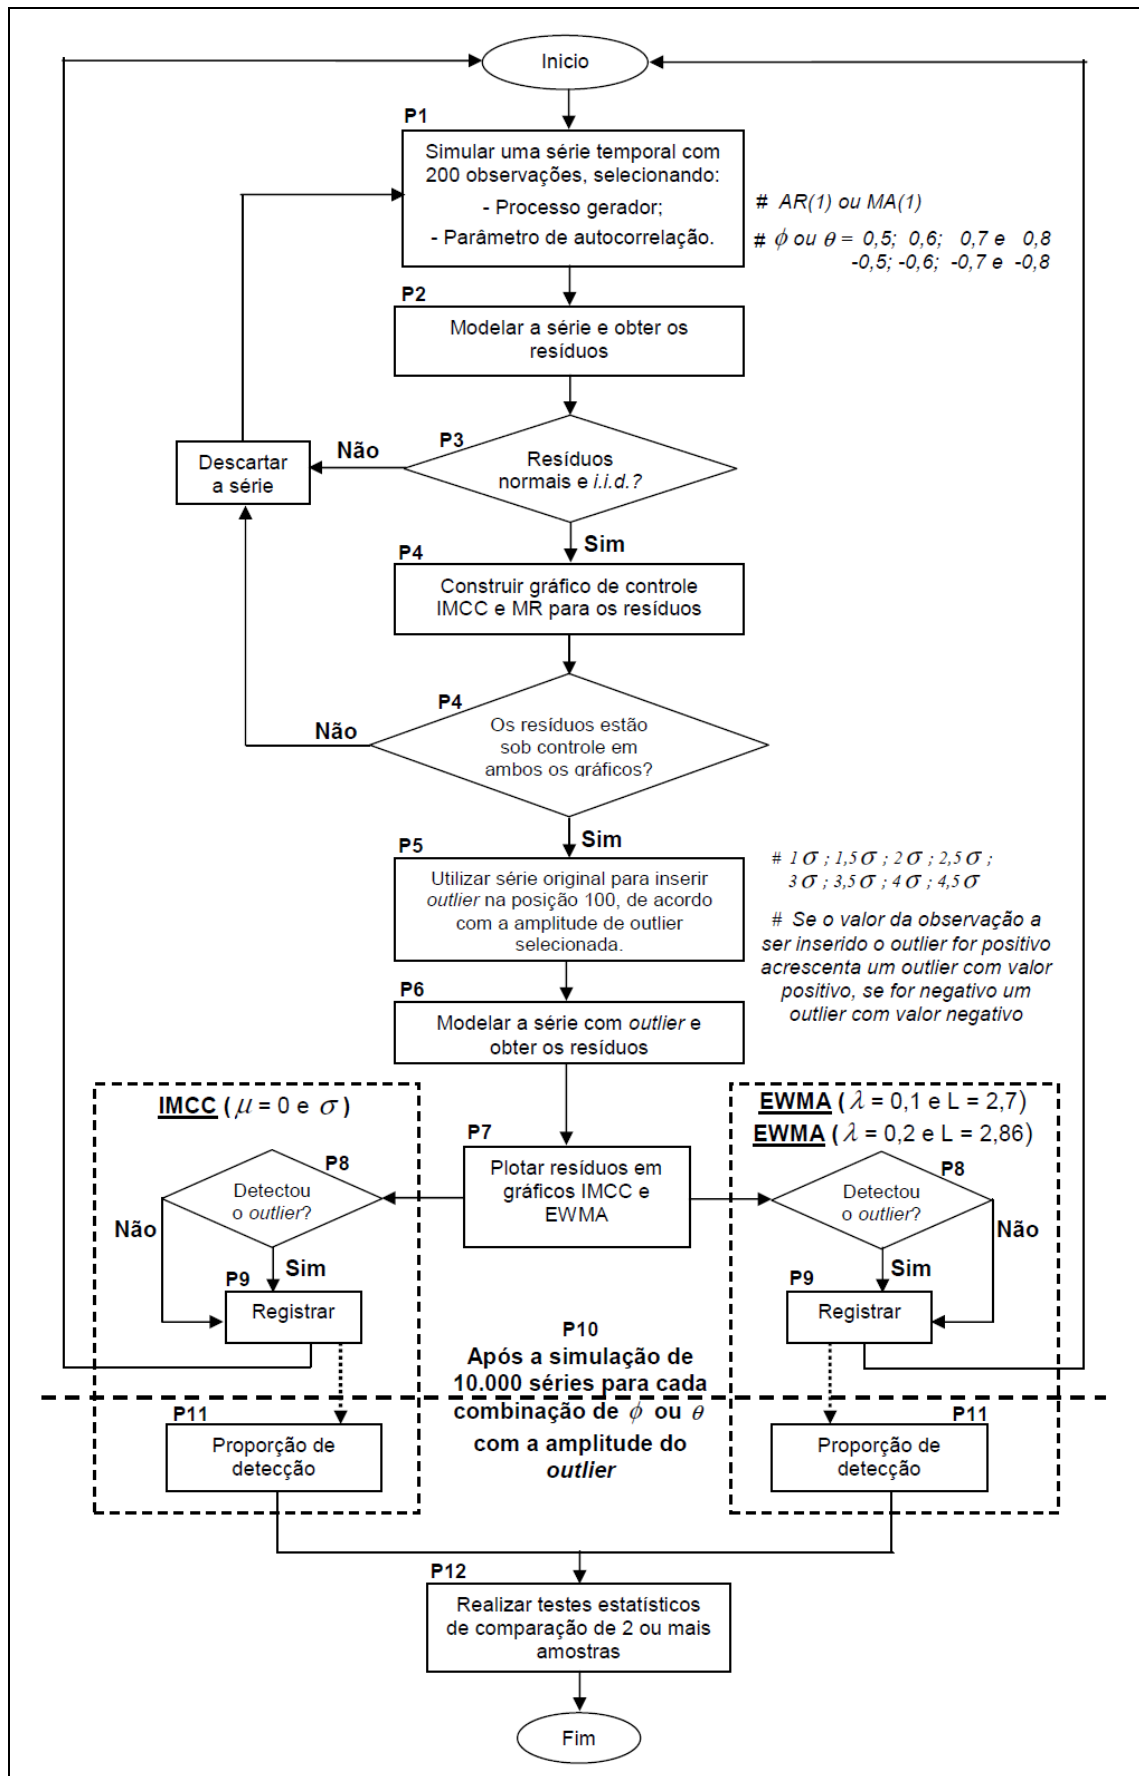 Inicio
P1
Simular uma série temporal com
200 observações, selecionando:
- Processo gerador;
- Parâmetro de autocorrelação.
# AR(1) ou MA(1)
# ϕ ou θ = 0,5; 0,6; 0,7 e 0,8
-0,5; -0,6; -0,7 e -0,8
P2
Modelar a série e obter os
resíduos
P3
Resíduos
normais e i.i.d.?
Não
Descartar
a série
Sim
P4
Construir gráfico de controle
IMCC e MR para os resíduos
P4
Os resíduos estão
sob controle em
ambos os gráficos?
Não
Sim
P5
Utilizar série original para inserir
outlier na posição 100, de acordo
com a amplitude de outlier
selecionada.
# 1σ ; 1,5σ ; 2σ ; 2,5σ ;
3σ ; 3,5σ ; 4σ ; 4,5σ
# Se o valor da observação a
ser inserido o outlier for positivo
acrescenta um outlier com valor
positivo, se for negativo um
outlier com valor negativo
P6
Modelar a série com outlier e
obter os resíduos
IMCC ( μ = 0 e σ )
EWMA ( λ = 0,1 e L = 2,7)
EWMA ( λ = 0,2 e L = 2,86)
P7
Plotar resíduos em
gráficos IMCC e
EWMA
P8
Detectou
o outlier?
Não
Sim
P9
Registrar
P8
Detectou
o outlier?
Não
Sim
P9
Registrar
P10
Após a simulação de
10.000 séries para cada
combinação de ϕ ou θ
com a amplitude do
outlier
P11
Proporção de
detecção
P11
Proporção de
detecção
P12
Realizar testes estatísticos
de comparação de 2 ou mais
amostras
Fim